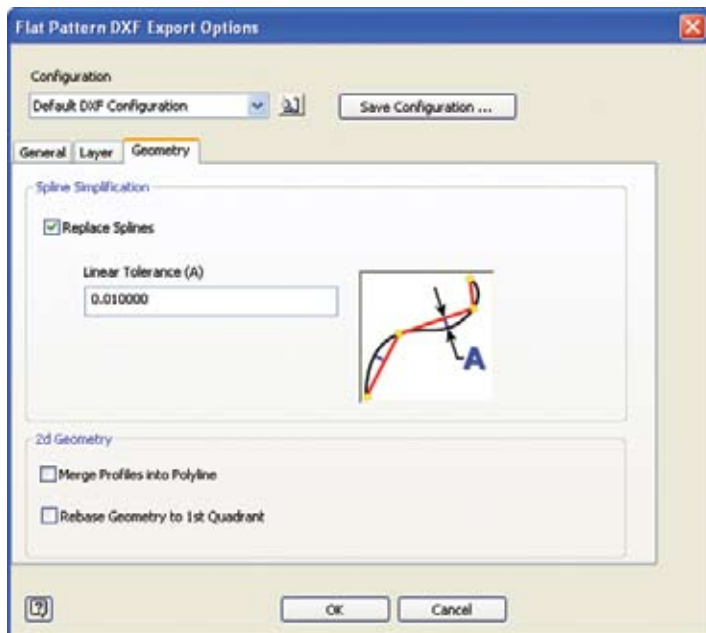 Flat Pattern DXF Export Options
Configuration
Default DXF Configuration
Save Configuration ...
General Layer Geometry
Spline Simplification
Replace Splines
Linear Tolerance (A)
0.010000
A
2d Geometry
Merge Profiles into Polyline
Rebase Geometry to 1st Quadrant
?
OK Cancel